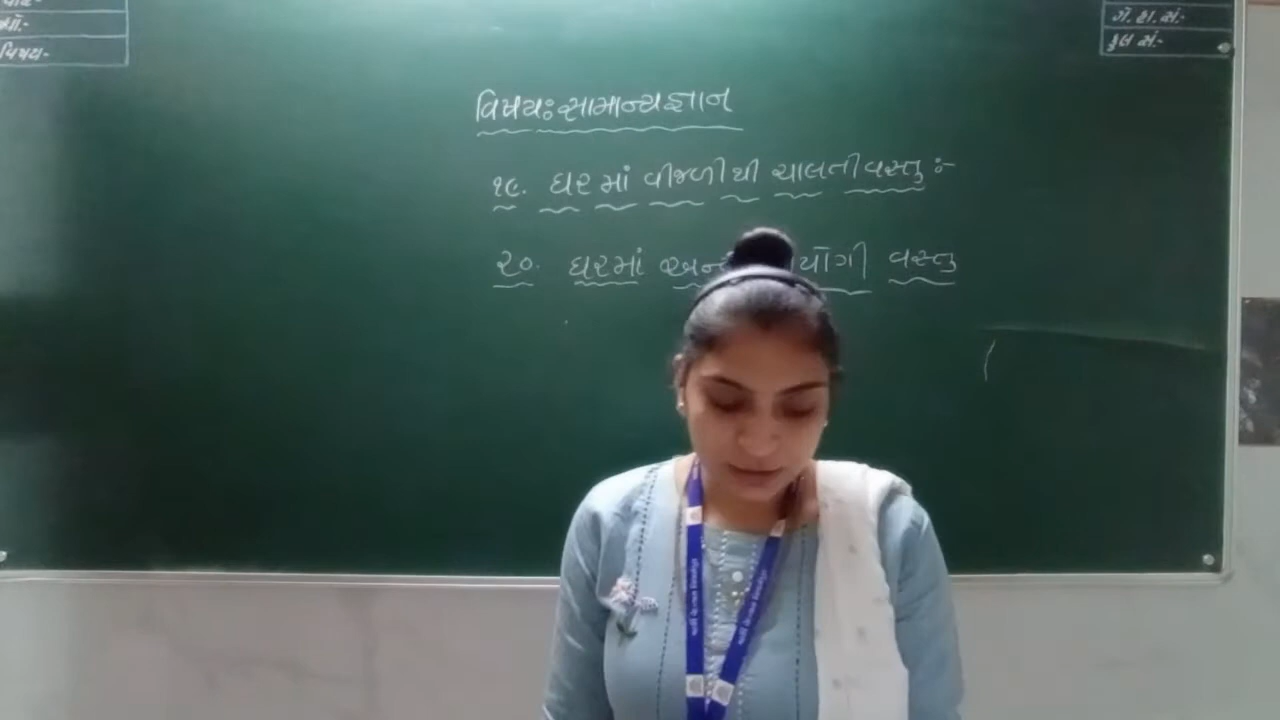 વિષય-
ગે. હા. સં:-
કુલ સં:-
વિષયઃ સામાન્યજ્ઞાન
૧૯. ઘરમાં વીજળીથી ચાલતી વસ્તુ :-
૨૦. ઘરમાં વસ્તુ